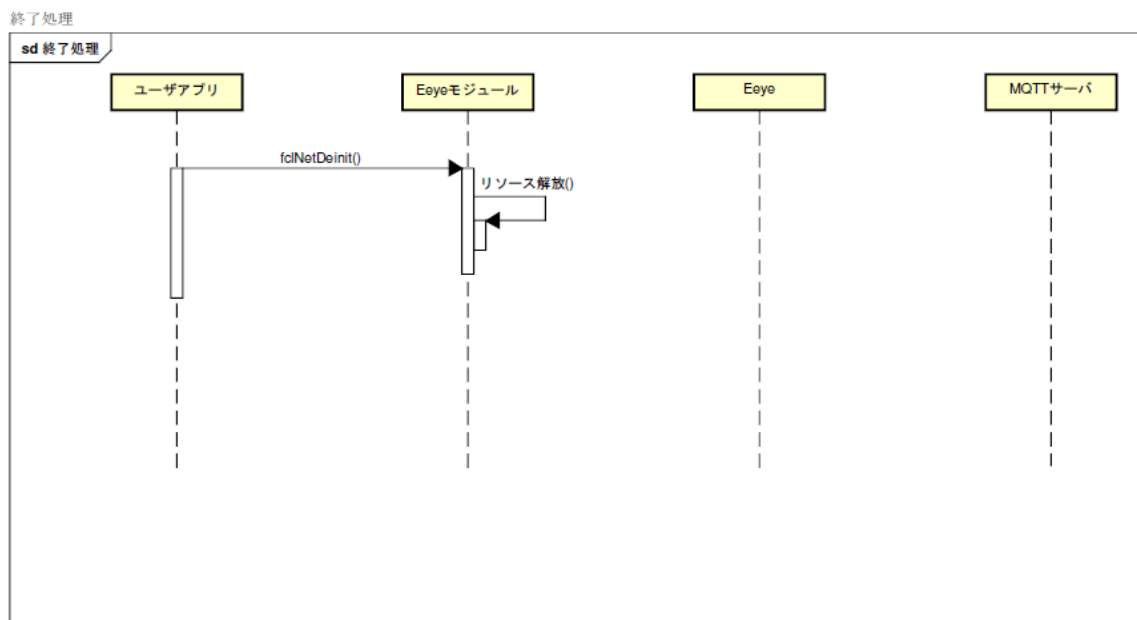 終了処理
sd 終了処理
ユーザアプリ
Eeyeモジュール
Eeye
MQTTサーバ
fclNetDeinit()
リソース解放()